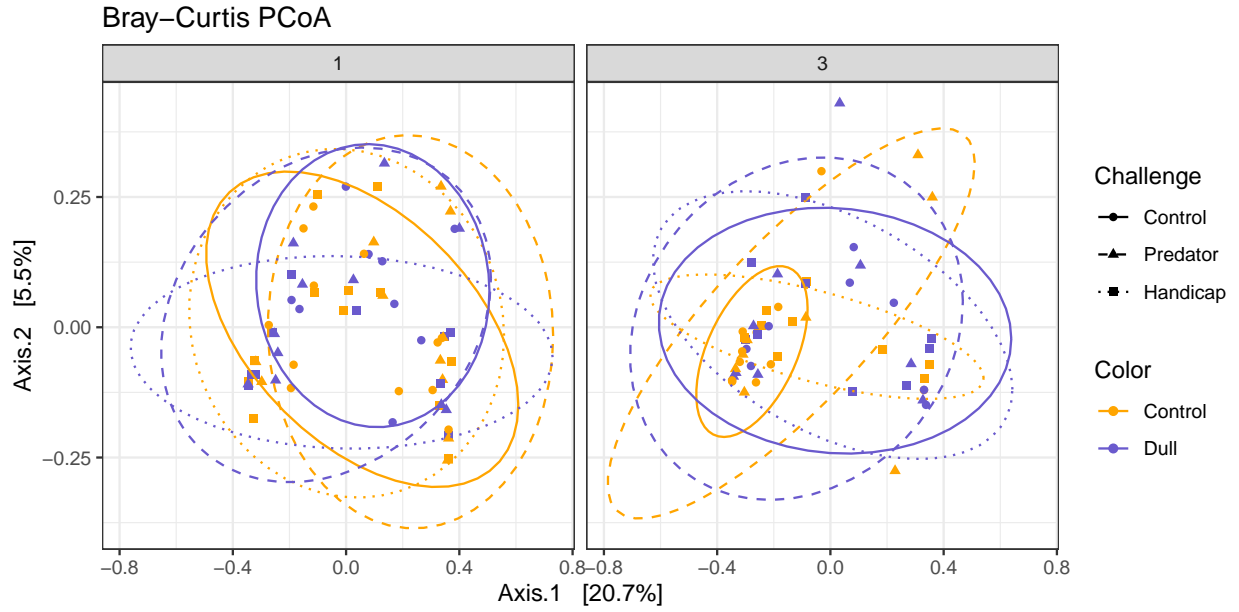 Bray−Curtis PCoA
1
3
Axis.2 [5.5%]
0.25
0.00
−0.25
−0.8
−0.4
0.0
0.4
0.8
−0.8
−0.4
0.0
0.4
0.8
Axis.1 [20.7%]
Challenge
Control
Predator
Handicap
Color
Control
Dull